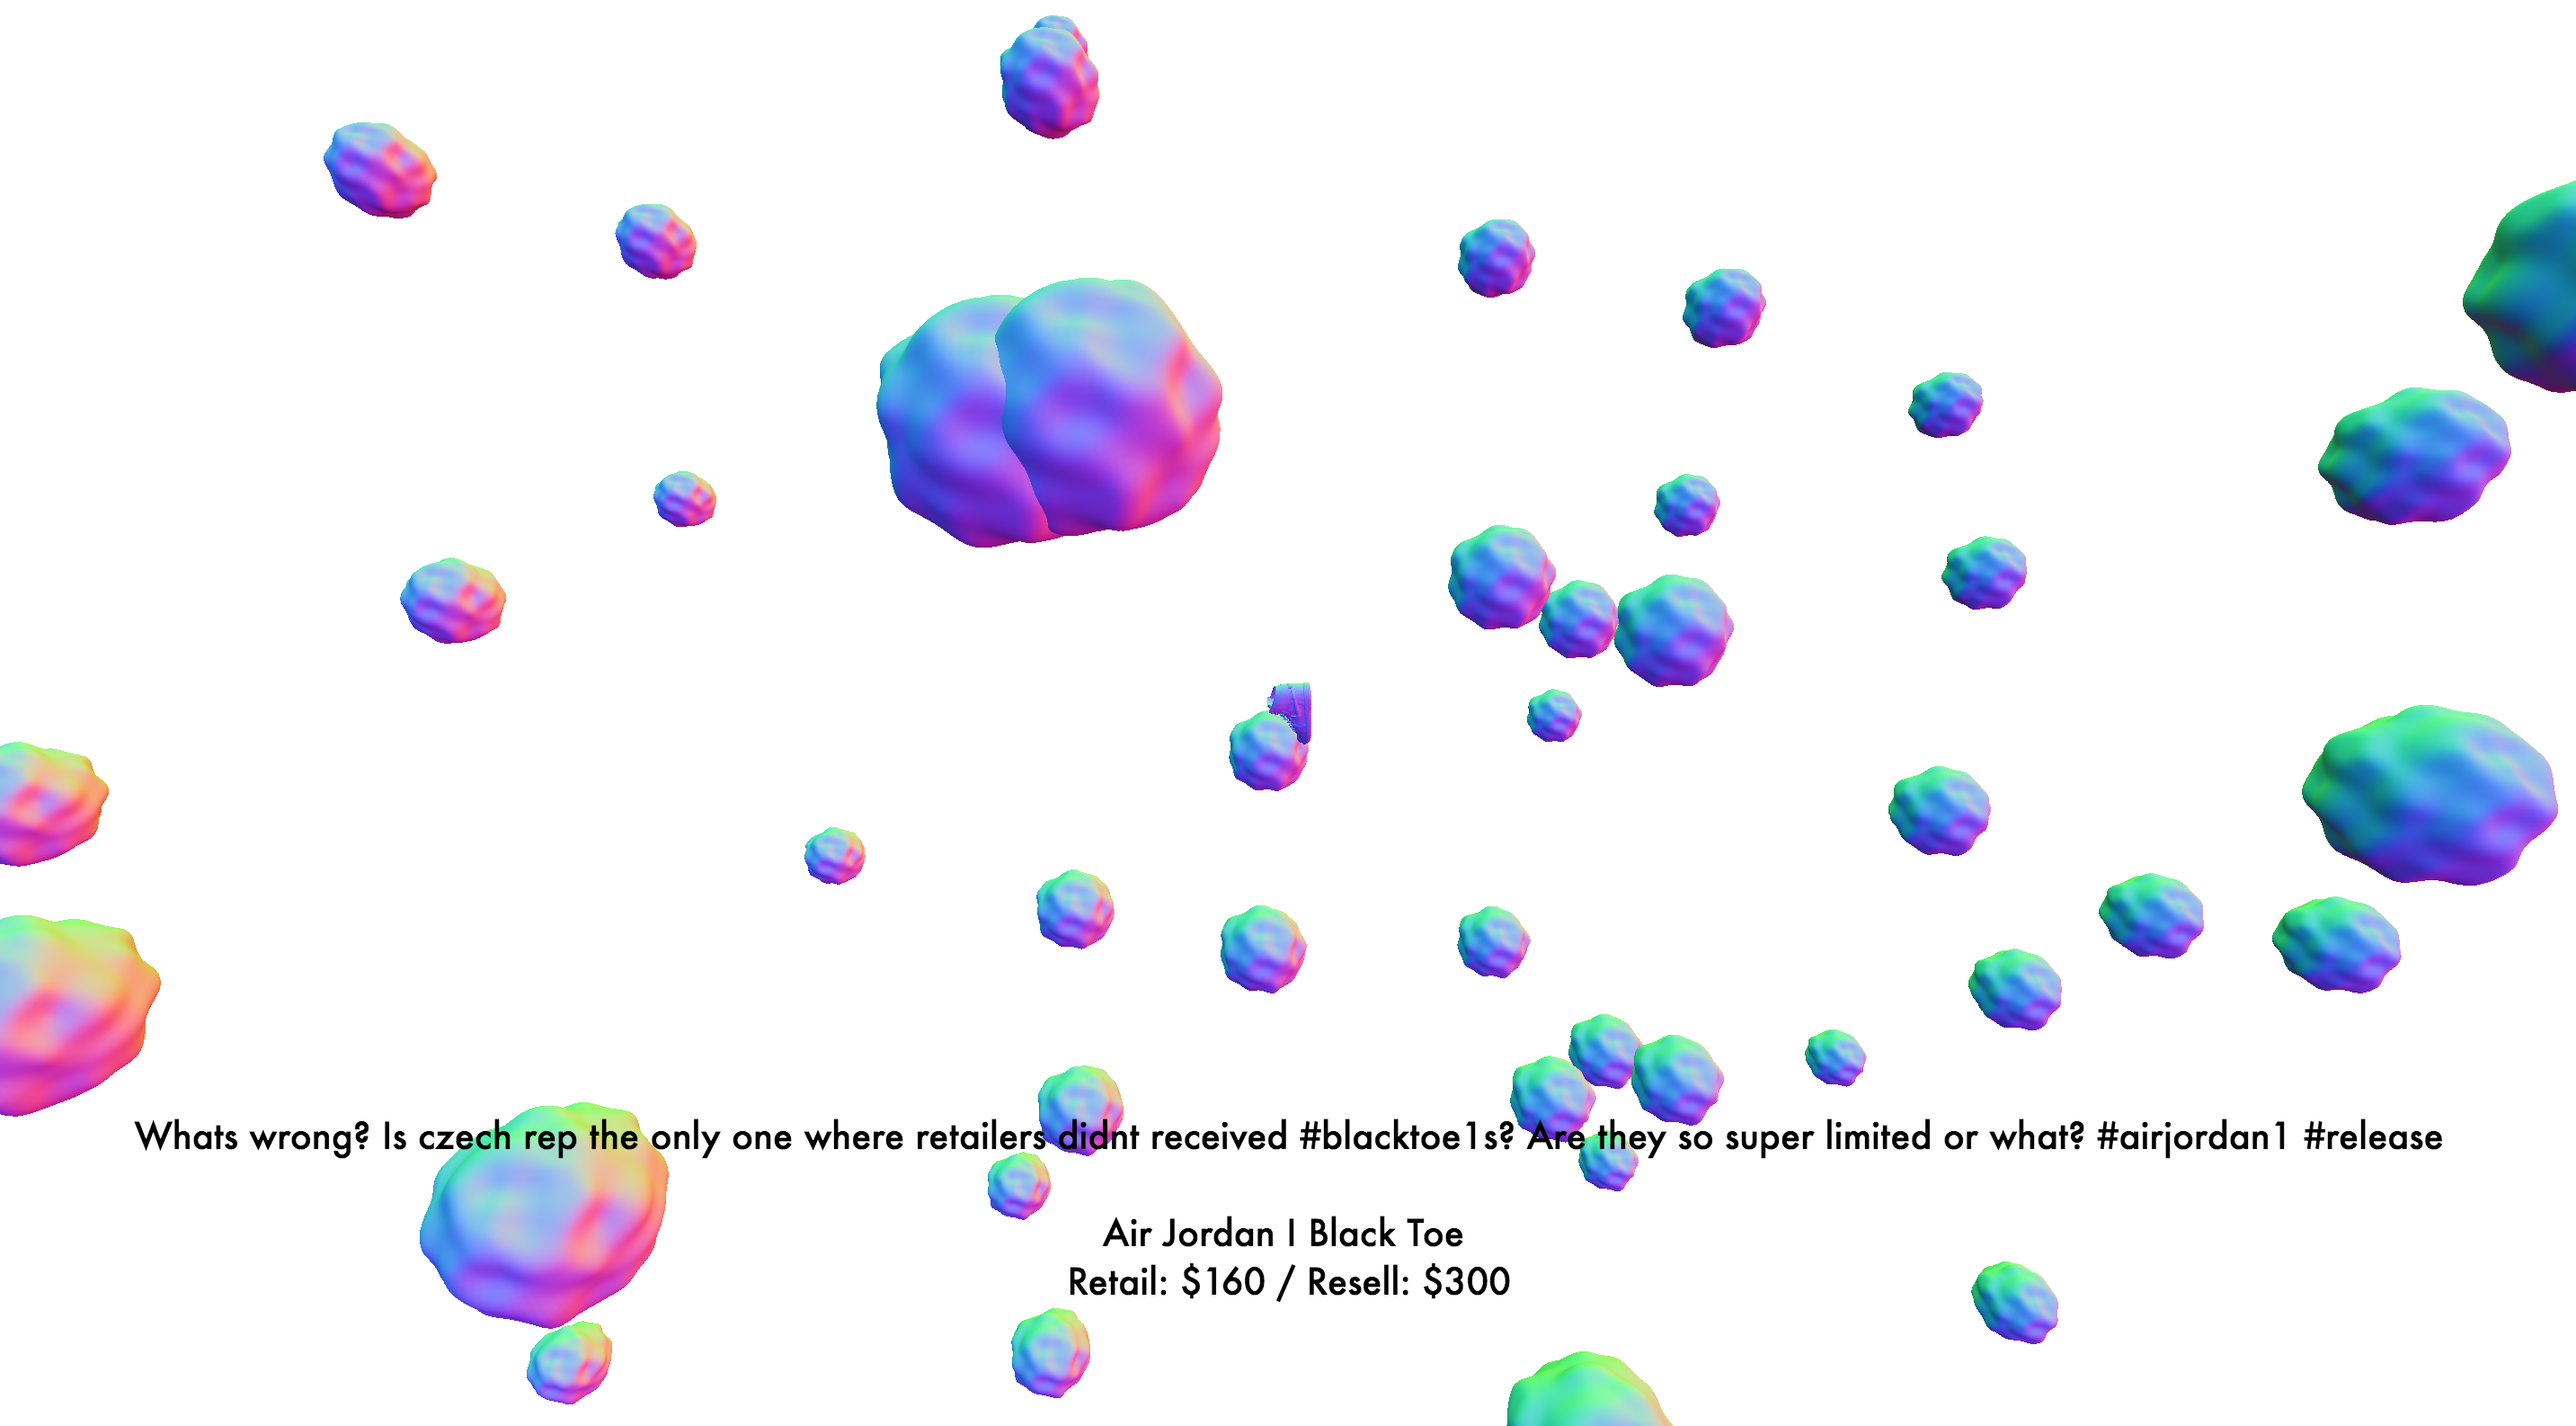 Whats wrong? Is czech rep the only one where retailers didnt received #blacktoe1s? Are they so super limited or what? #airjordan1 #release
Air Jordan I Black Toe
Retail: $160 / Resell: $300